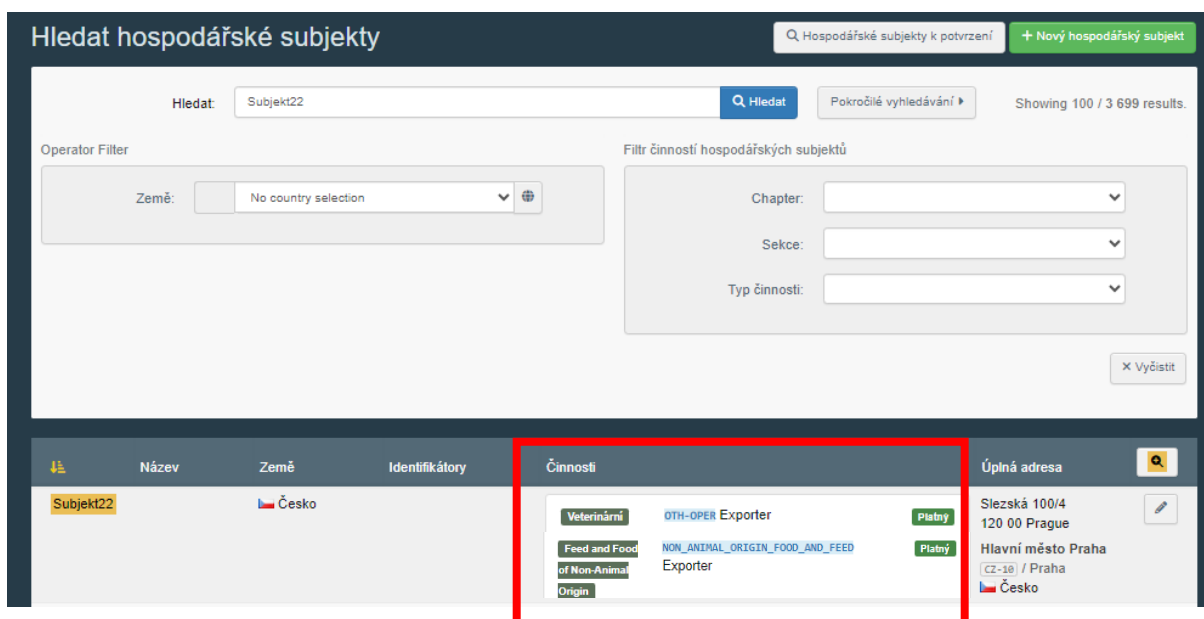 Hledat hospodářské subjekty
Hospodářské subjekty k potvrzení
+ Nový hospodářský subjekt
Hledat:
Subjekt22
Hledat
Pokročilé vyhledávání
Showing 100 / 3 699 results.
Operator Filter
Země:
No country selection
Filtr činností hospodářských subjektů
Chapter:
Sekce:
Typ činnosti:
× Vyčistit
Název Země Identifikátory Činnosti Úplná adresa
Subjekt22
Česko
Veterinární OTH-OPER Exporter Platný
Feed and Food
of Non-Animal
Origin
NON_ANIMAL_ORIGIN_FOOD_AND_FEED Platný
Exporter
Slezská 100/4
120 00 Prague
Hlavní město Praha
CZ-10 / Praha
Česko